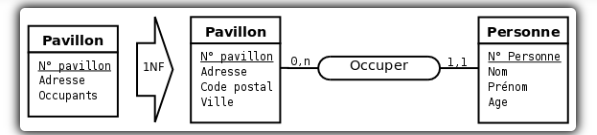 Pavillon
N° pavillon
Adresse
Occupants
1NF
Pavillon
N° pavillon
Adresse
Code postal
Ville
0,n
Occuper
1,1
Personne
N° Personne
Nom
Prénom
Age